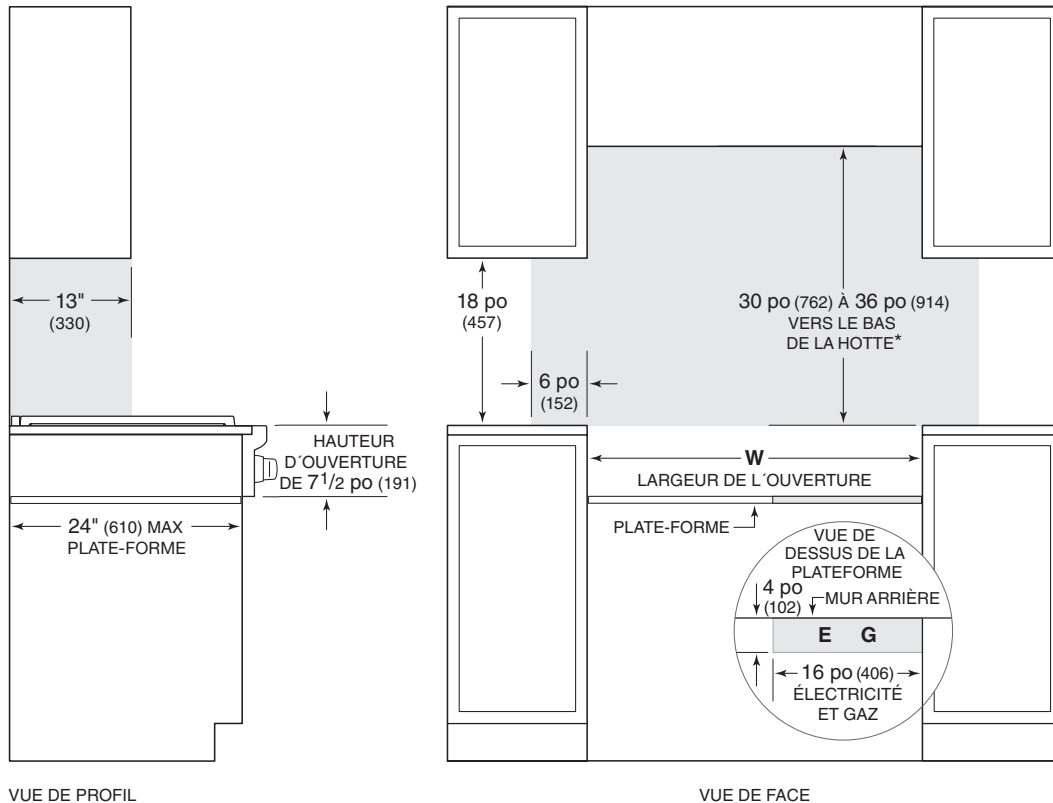 13"
(330)
HAUTEUR
D´OUVERTURE
DE 7 1/2 po (191)
24" (610) MAX
PLATE-FORME
VUE DE PROFIL
18 po
(457)
30 po (762) À 36 po (914)
VERS LE BAS
DE LA HOTTE*
6 po
(152)
W
LARGEUR DE L´OUVERTURE
PLATE-FORME
VUE DE
DESSUS DE LA
PLATEFORME
4 po
(102)
MUR ARRIÈRE
E G
16 po (406)
ÉLECTRICITÉ
ET GAZ
VUE DE FACE